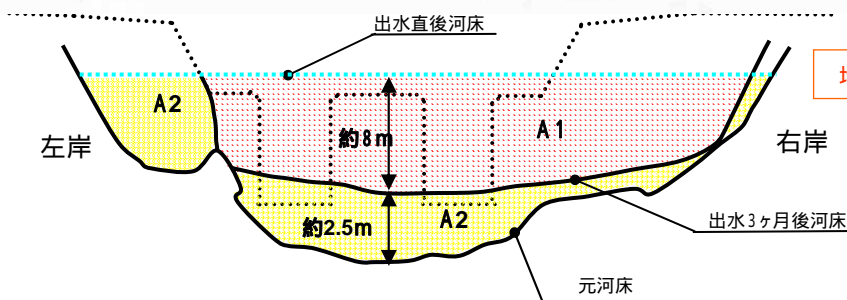 出水直後河床
A2
左岸
約8m
A1
右岸
約2.5m
A2
出水3ヶ月後河床
元河床